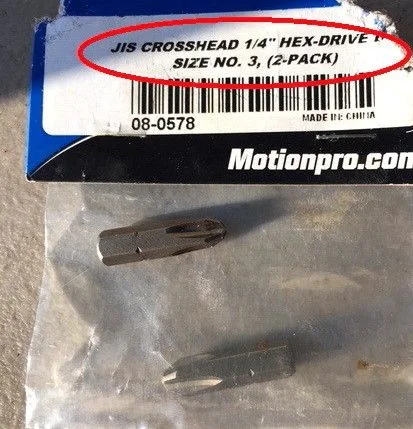 JIS CROSSHEAD 1/4" HEX-DRIVE
SIZE NO. 3, (2-PACK)
08-0578
MADE IN CHINA
Motionpro.com